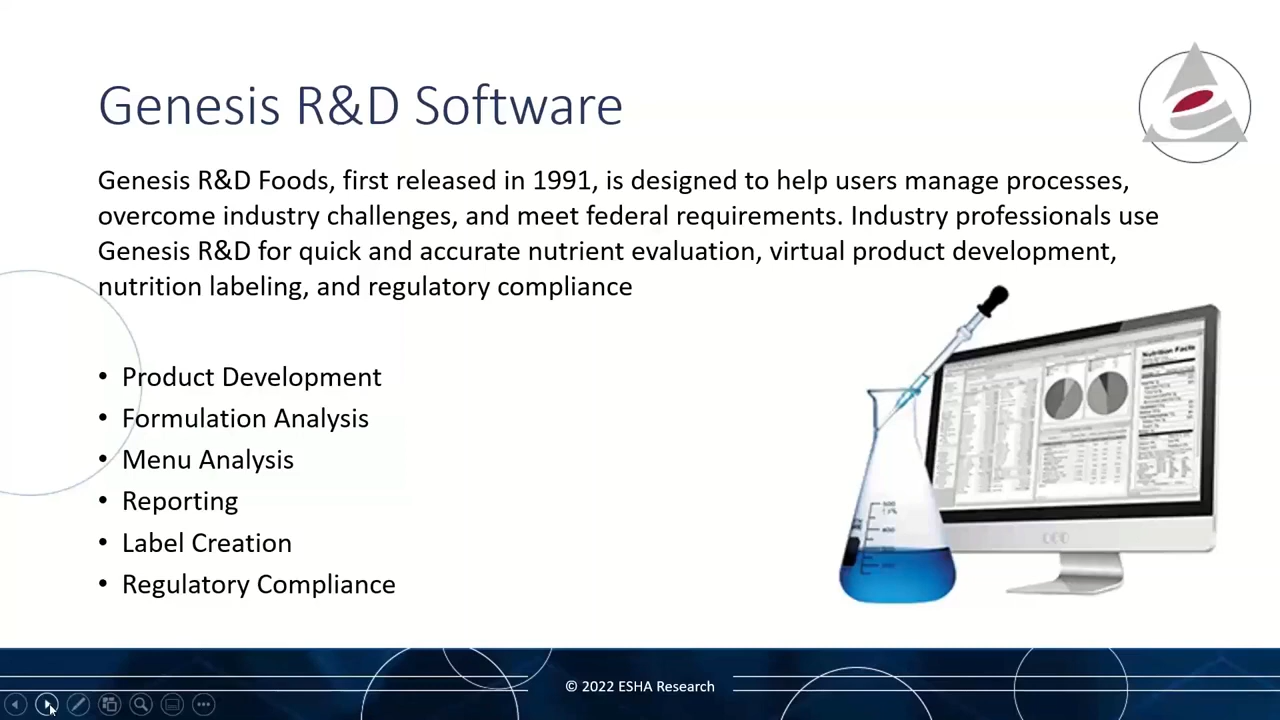 Genesis R&D Software
Genesis R&D Foods, first released in 1991, is designed to help users manage processes,
overcome industry challenges, and meet federal requirements. Industry professionals use
Genesis R&D for quick and accurate nutrient evaluation, virtual product development,
nutrition labeling, and regulatory compliance
• Product Development
• Formulation Analysis
• Menu Analysis
• Reporting
• Label Creation
• Regulatory Compliance
Nutrition Facts
© 2022 ESHA Research